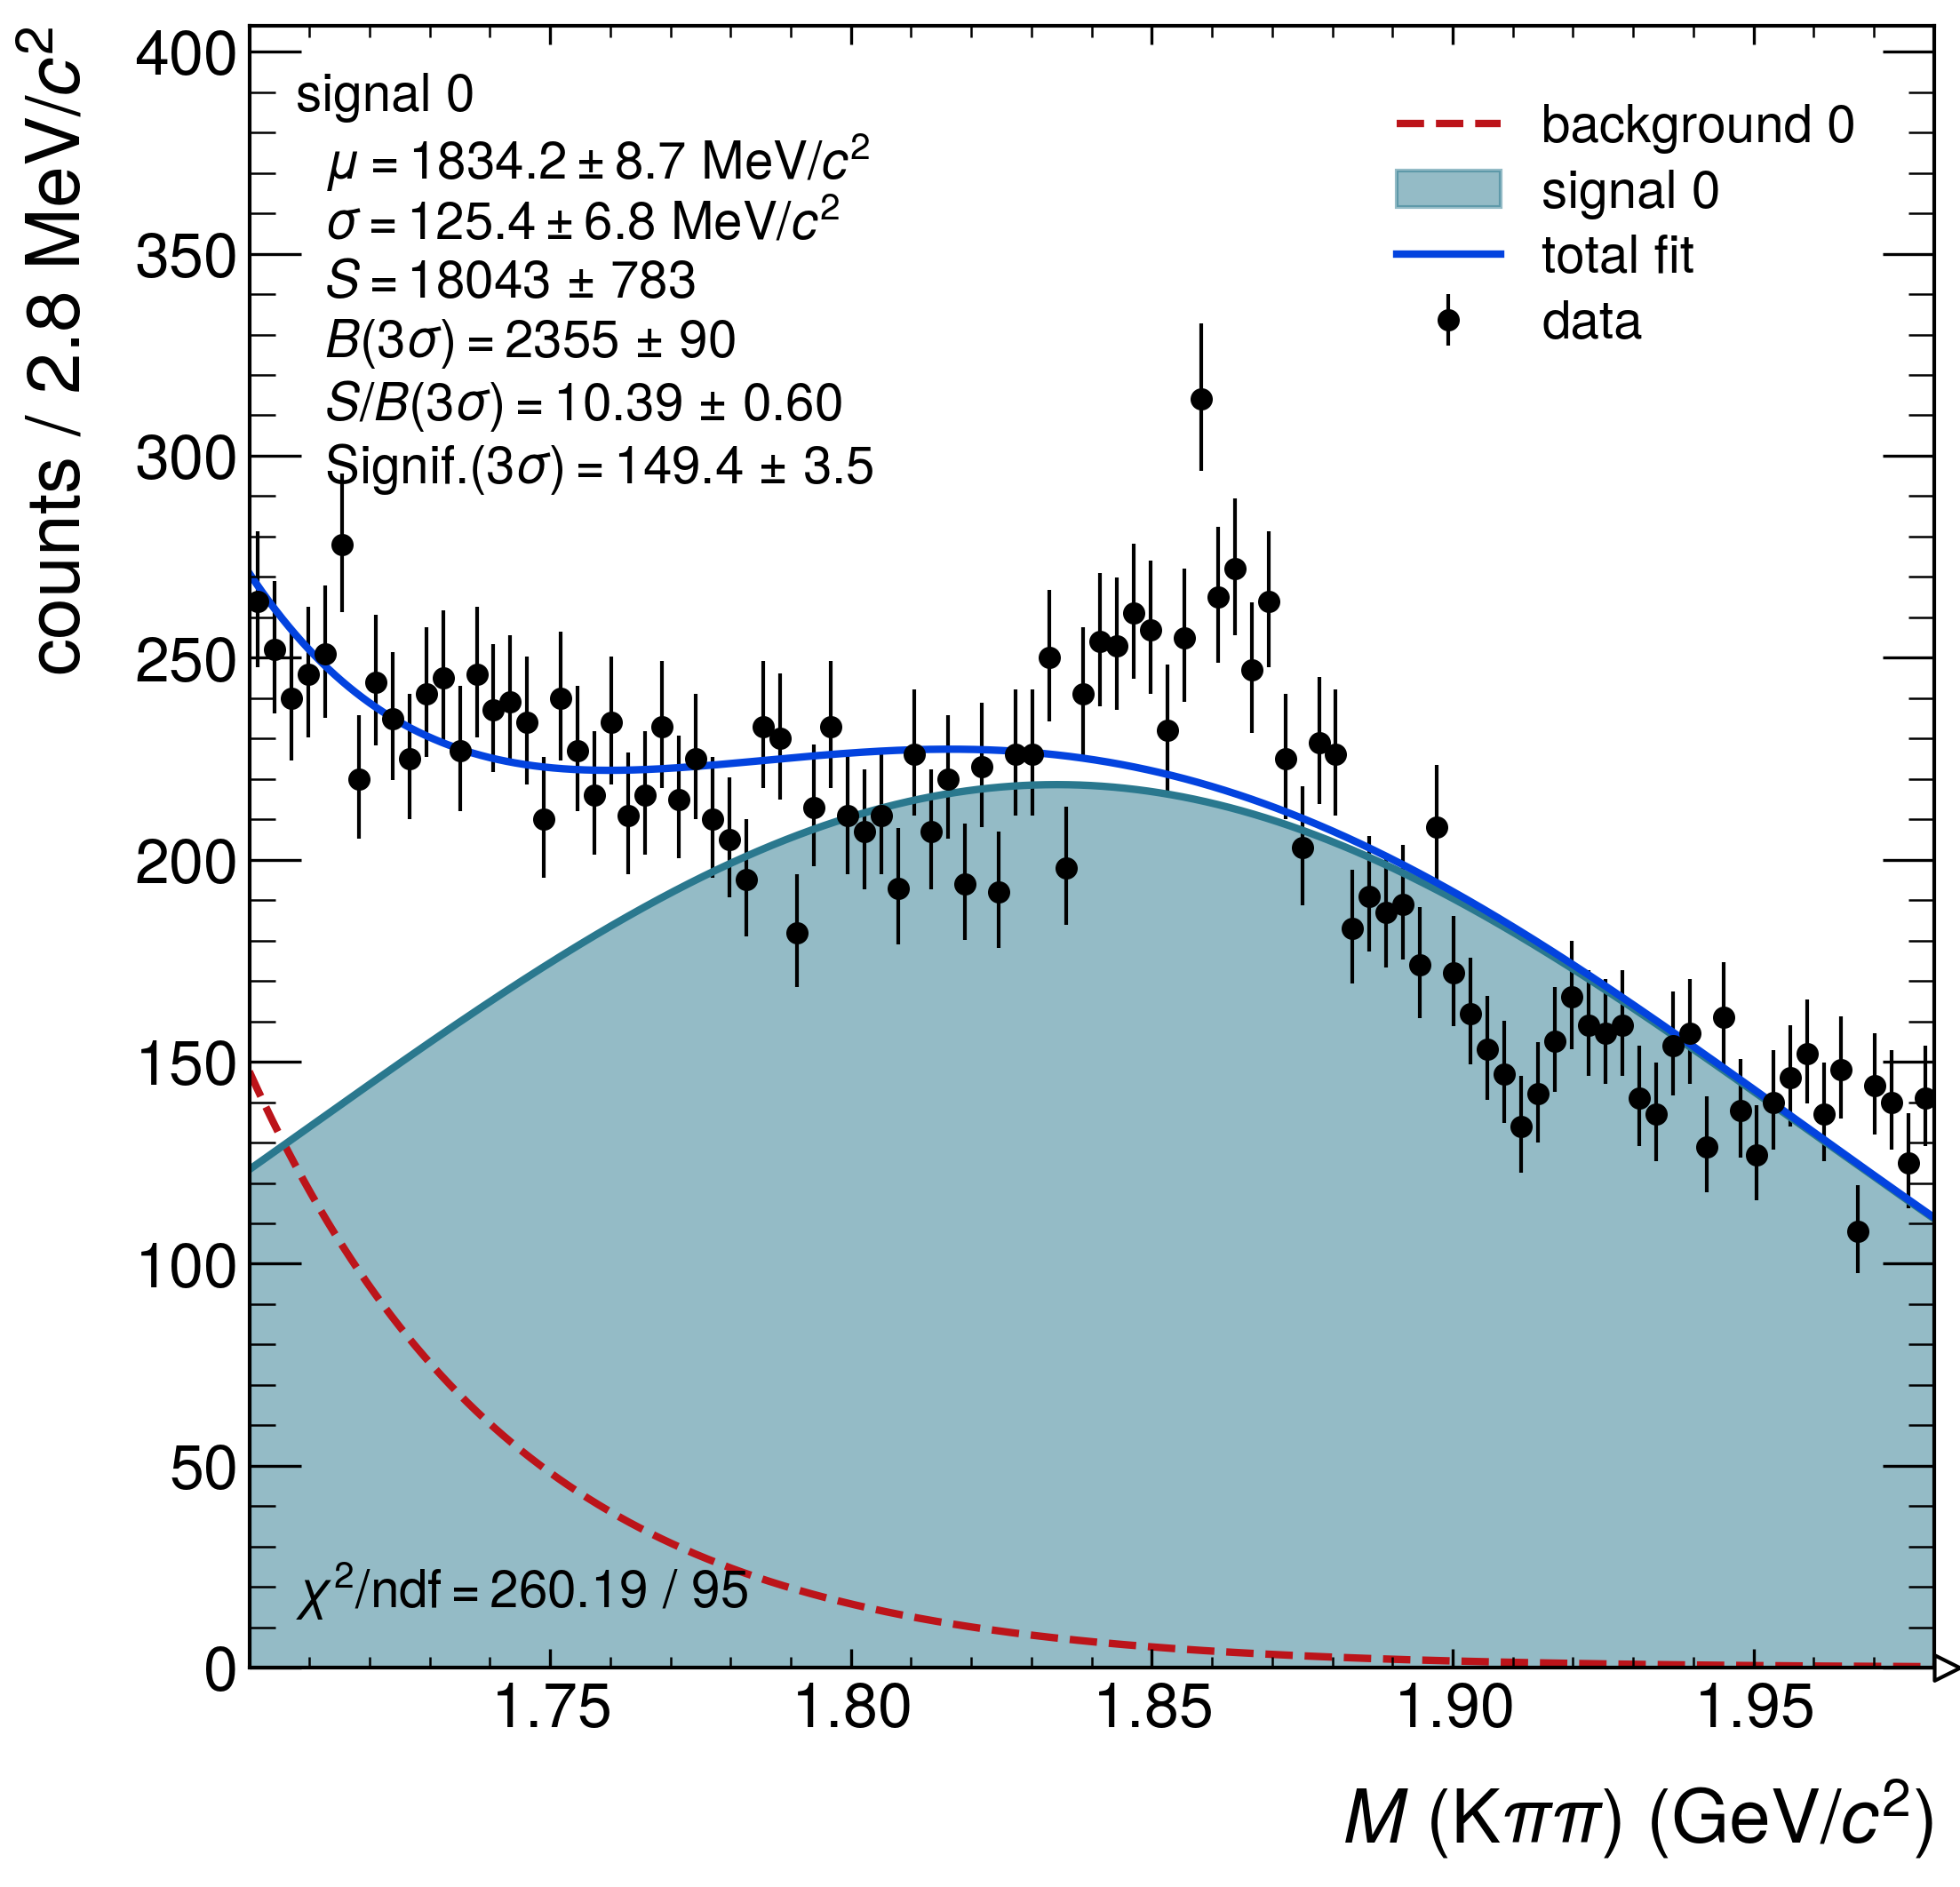 counts / 2.8 MeV/c²
400
350
300
250
200
150
100
50
0
signal 0
μ = 1834.2 ± 8.7 MeV/c²
σ = 125.4 ± 6.8 MeV/c²
S = 18043 ± 783
B(3σ) = 2355 ± 90
S/B(3σ) = 10.39 ± 0.60
Signif.(3σ) = 149.4 ± 3.5
background 0
signal 0
total fit
data
χ²/ndf = 260.19 / 95
1.75 1.80 1.85 1.90 1.95
M (Kππ) (GeV/c²)